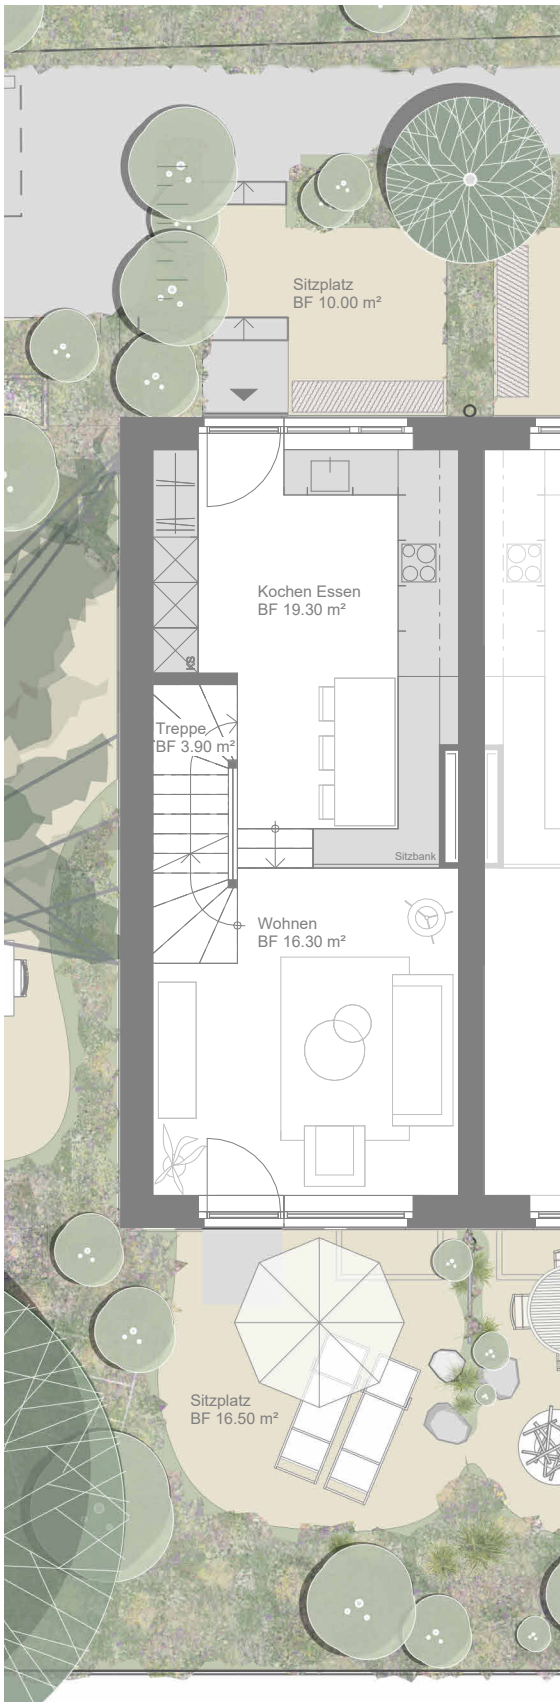 Sitzplatz
BF 10.00 m²
Kochen Essen
BF 19.30 m²
KS
Treppe
BF 3.90 m²
Sitzbank
Wohnen
BF 16.30 m²
Sitzplatz
BF 16.50 m²